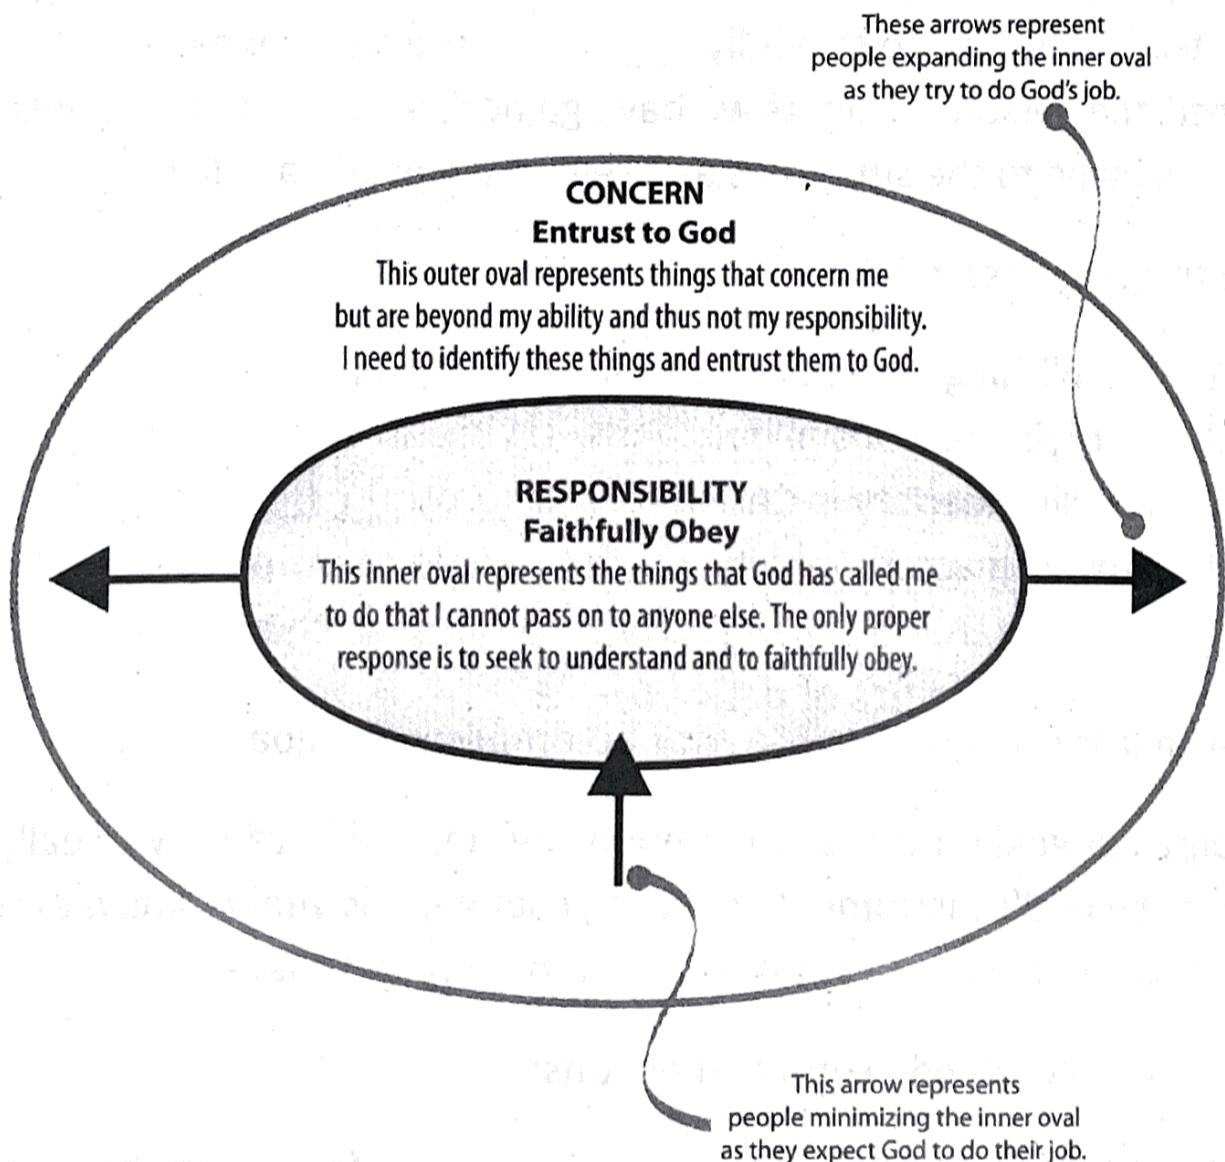 These arrows represent
people expanding the inner oval
as they try to do God's job.
CONCERN
Entrust to God
This outer oval represents things that concern me
but are beyond my ability and thus not my responsibility.
I need to identify these things and entrust them to God.
RESPONSIBILITY
Faithfully Obey
This inner oval represents the things that God has called me
to do that I cannot pass on to anyone else. The only proper
response is to seek to understand and to faithfully obey.
This arrow represents
people minimizing the inner oval
as they expect God to do their job.